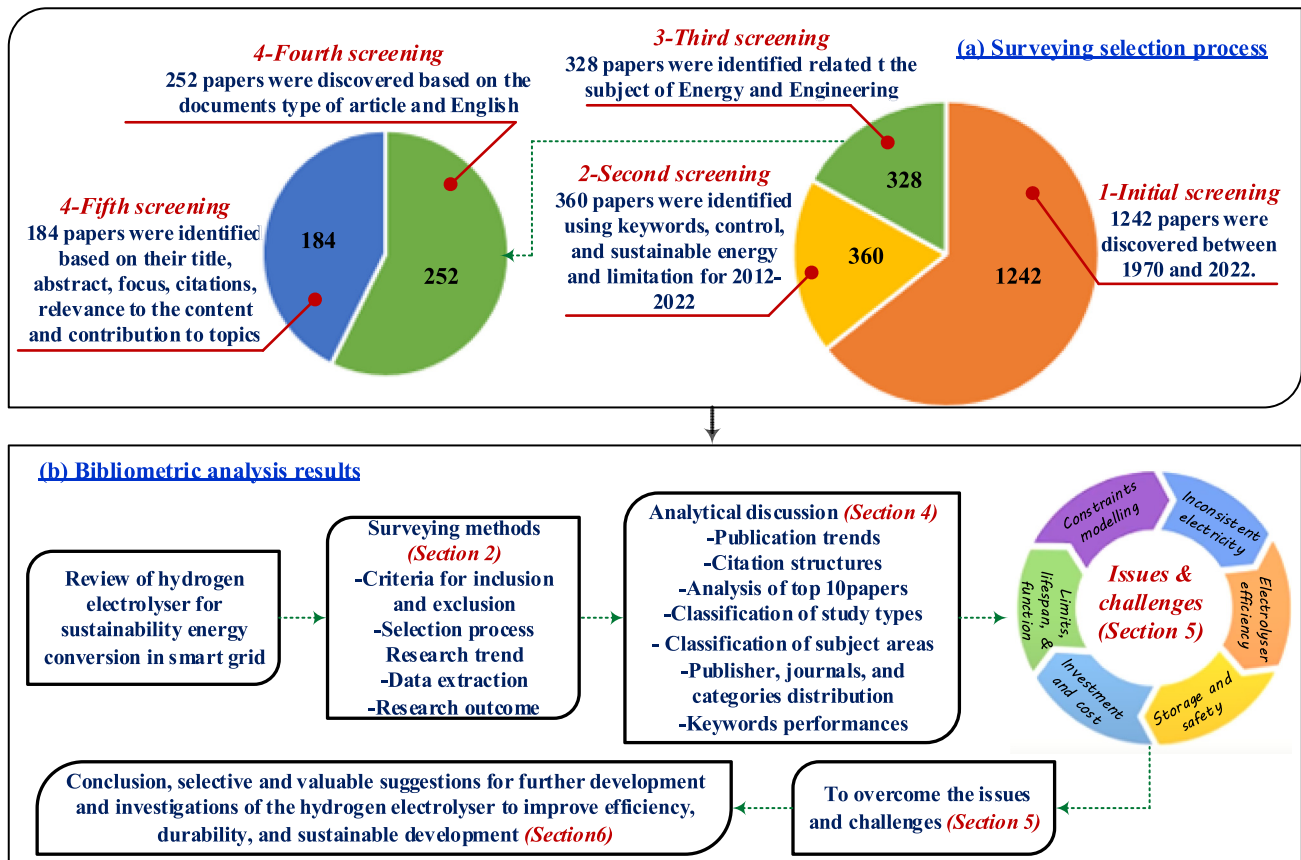 (a) Surveying selection process
4-Fourth screening
252 papers were discovered based on the
documents type of article and English
3-Third screening
328 papers were identified related t the
subject of Energy and Engineering
2-Second screening
360 papers were identified
using keywords, control,
and sustainable energy
and limitation for 2012-
2022
1-Initial screening
1242 papers were
discovered between
1970 and 2022.
4-Fifth screening
184 papers were identified
based on their title,
abstract, focus, citations,
relevance to the content
and contribution to topics
184
252
328
360
1242
(b) Bibliometric analysis results
Review of hydrogen
electrolyser for
sustainability energy
conversion in smart grid
Surveying methods
(Section 2)
-Criteria for inclusion
and exclusion
-Selection process
Research trend
-Data extraction
-Research outcome
Analytical discussion (Section 4)
-Publication trends
-Citation structures
-Analysis of top 10papers
-Classification of study types
- Classification of subject areas
-Publisher, journals, and
categories distribution
-Keywords performances
Issues &
challenges
(Section 5)
Constraints
modelling
Inconsistent
electricity
Electrolyser
efficiency
Storage and
safety
Investment
and cost
Limits,
lifespan, &
function
To overcome the issues
and challenges (Section 5)
Conclusion, selective and valuable suggestions for further development
and investigations of the hydrogen electrolyser to improve efficiency,
durability, and sustainable development (Section6)